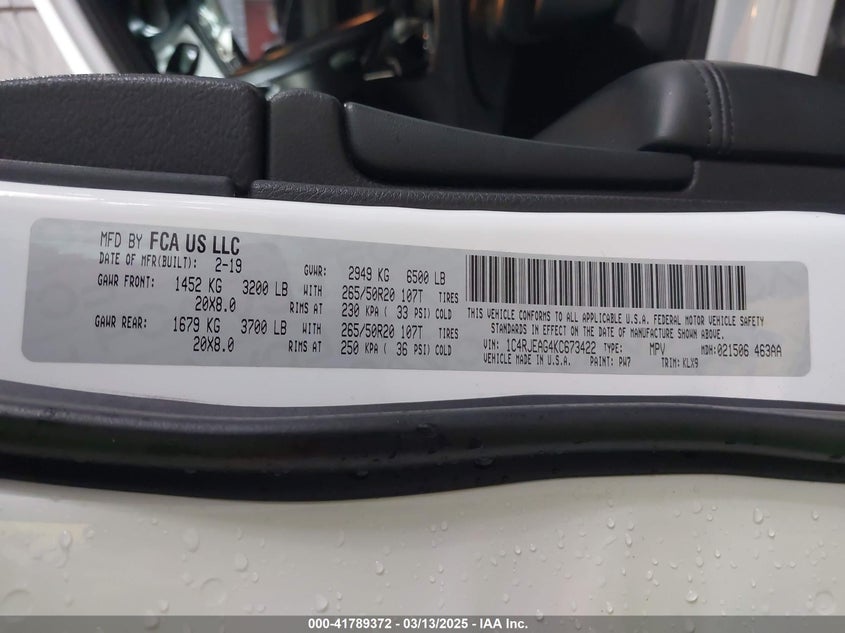 MFD BY FCA US LLC
DATE OF MFR(BUILT): 2-19
GVWR: 2949 KG 6500 LB
GAWR FRONT: 1452 KG 3200 LB WITH 265/50R20 107T TIRES
20X8.0 RIMS AT 230 KPA ( 33 PSI) COLD
GAWR REAR: 1679 KG 3700 LB WITH 265/50R20 107T TIRES
20X8.0 RIMS AT 250 KPA ( 36 PSI) COLD
THIS VEHICLE CONFORMS TO ALL APPLICABLE U.S.A. FEDERAL MOTOR VEHICLE SAFETY
STANDARDS IN EFFECT ON THE DATE OF MANUFACTURE SHOWN ABOVE.
VIN: 1C4RJEAG4KC673422 TYPE: MPV MDH:021506 463AA
VEHICLE MADE IN U.S.A. PAINT: PW7 TRIM: KLX9
000-41789372 — 03/13/2025 — IAA Inc.